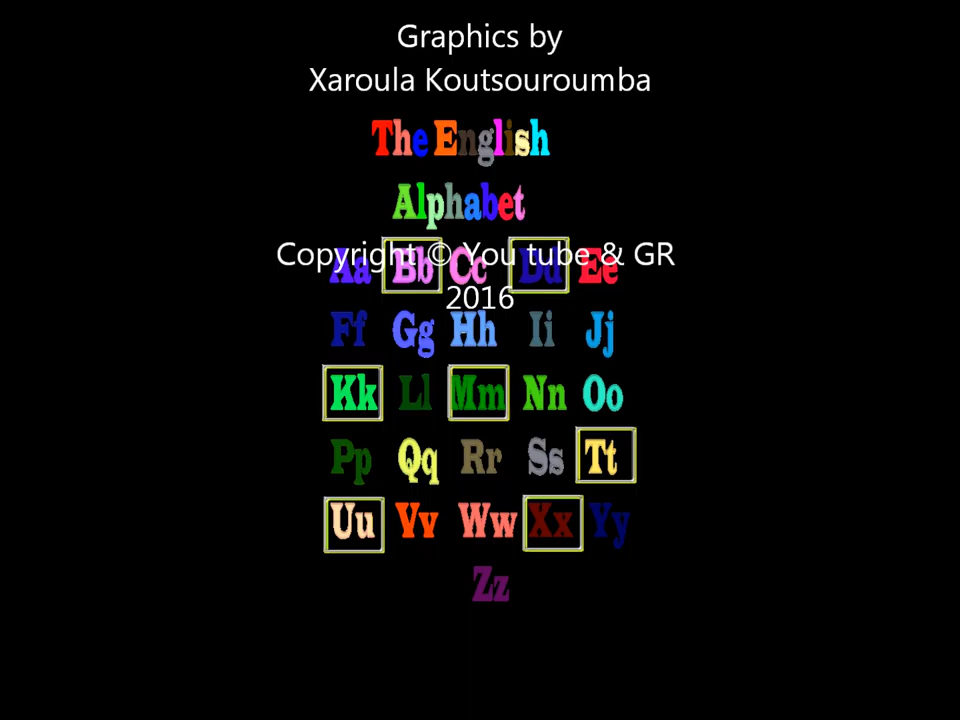 Graphics by
Xaroula Koutsouroumba
The English
Alphabet
Copyright © You tube & GR
Aa Bb Cc Dd Ee
2016
Ff Gg Hh Ii Jj
Kk Ll Mm Nn Oo
Pp Qq Rr Ss Tt
Uu Vv Ww Xx Yy
Zz